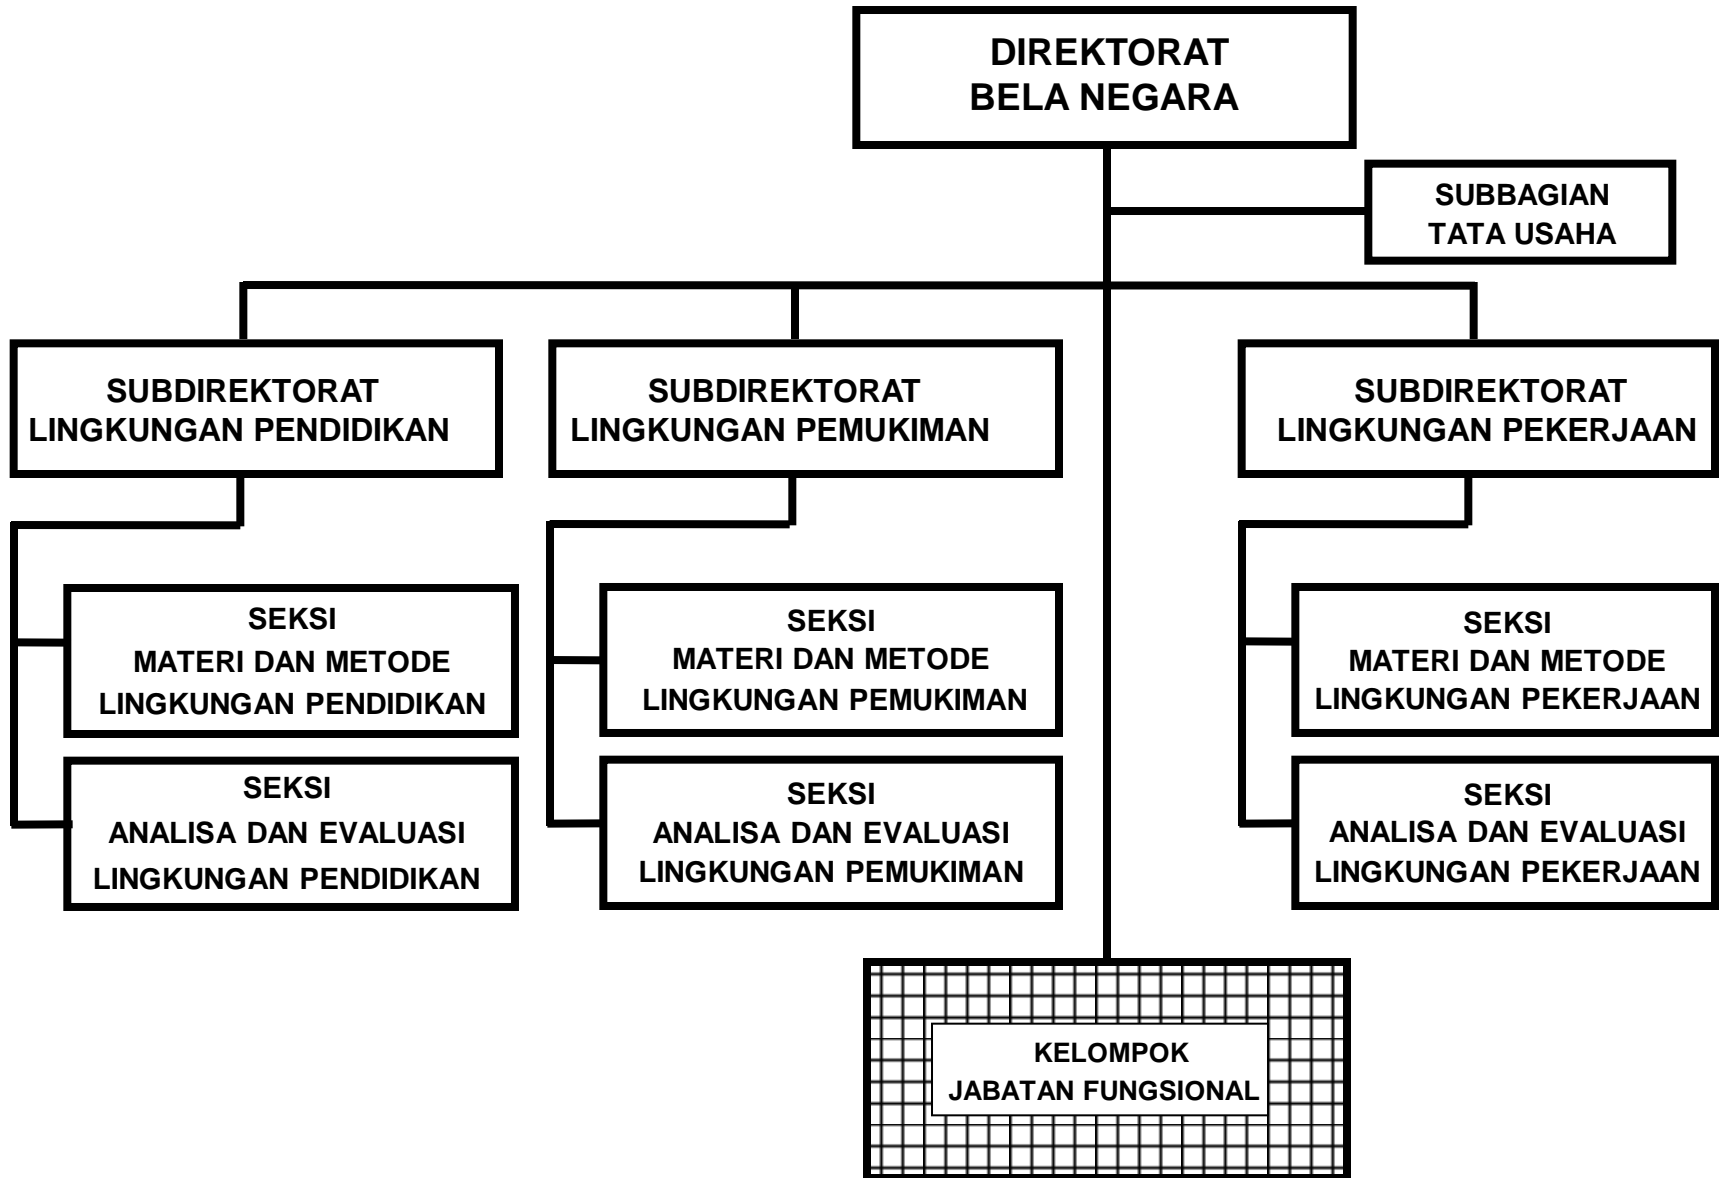 DIREKTORAT
BELA NEGARA
SUBBAGIAN
TATA USAHA
SUBDIREKTORAT
LINGKUNGAN PENDIDIKAN
SUBDIREKTORAT
LINGKUNGAN PEMUKIMAN
SUBDIREKTORAT
LINGKUNGAN PEKERJAAN
SEKSI
MATERI DAN METODE
LINGKUNGAN PENDIDIKAN
SEKSI
MATERI DAN METODE
LINGKUNGAN PEMUKIMAN
SEKSI
MATERI DAN METODE
LINGKUNGAN PEKERJAAN
SEKSI
ANALISA DAN EVALUASI
LINGKUNGAN PENDIDIKAN
SEKSI
ANALISA DAN EVALUASI
LINGKUNGAN PEMUKIMAN
SEKSI
ANALISA DAN EVALUASI
LINGKUNGAN PEKERJAAN
KELOMPOK
JABATAN FUNGSIONAL